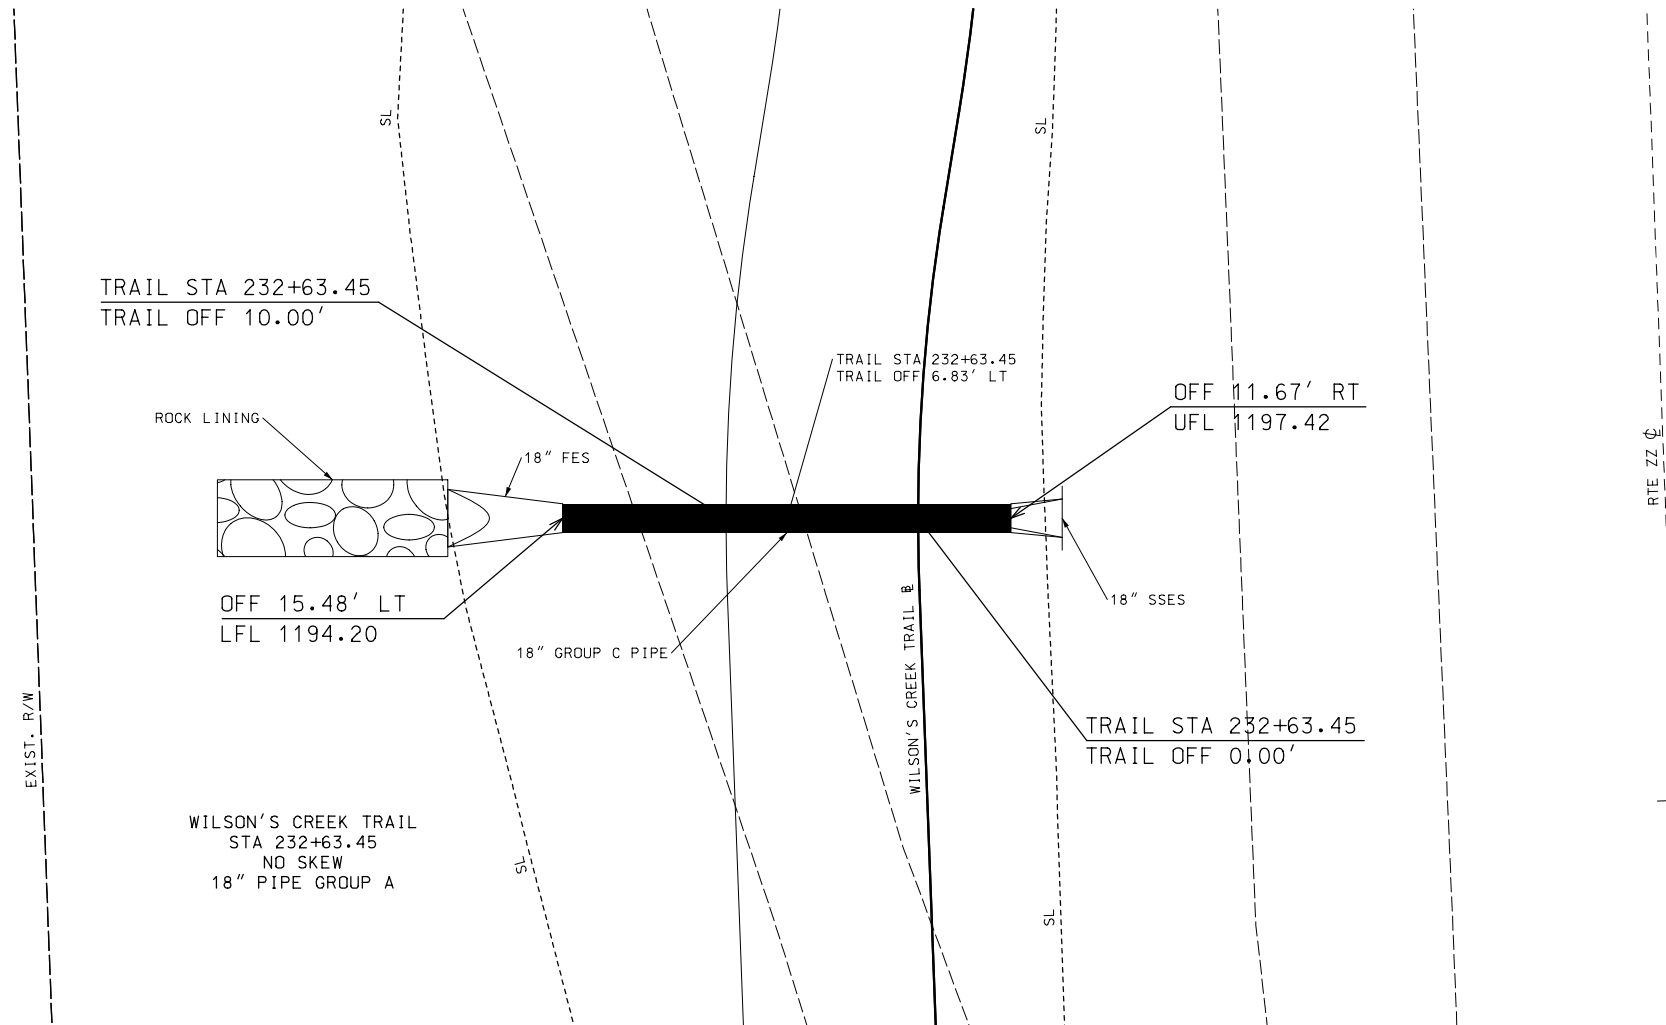 SL
SL
TRAIL STA 232+63.45
TRAIL OFF 10.00'
TRAIL STA 232+63.45
TRAIL OFF 6.83' LT
OFF 11.67' RT
UFL 1197.42
ROCK LINING
18" FES
RTE ZZ ℄
OFF 15.48' LT
LFL 1194.20
18" GROUP C PIPE
WILSON'S CREEK TRAIL ⅊
18" SSES
EXIST. R/W
TRAIL STA 232+63.45
TRAIL OFF 0.00'
WILSON'S CREEK TRAIL
STA 232+63.45
NO SKEW
18" PIPE GROUP A
SL
SL